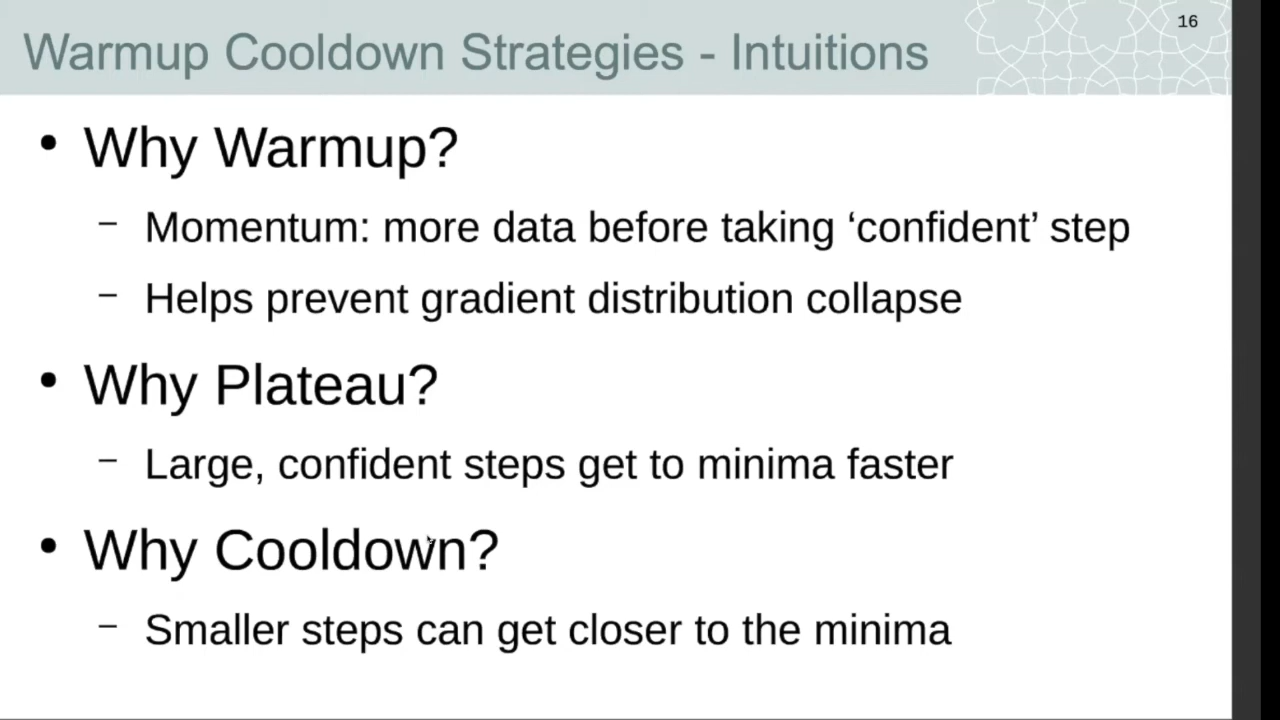 16
Warmup Cooldown Strategies - Intuitions
• Why Warmup?
– Momentum: more data before taking ‘confident’ step
– Helps prevent gradient distribution collapse
• Why Plateau?
– Large, confident steps get to minima faster
• Why Cooldown?
– Smaller steps can get closer to the minima